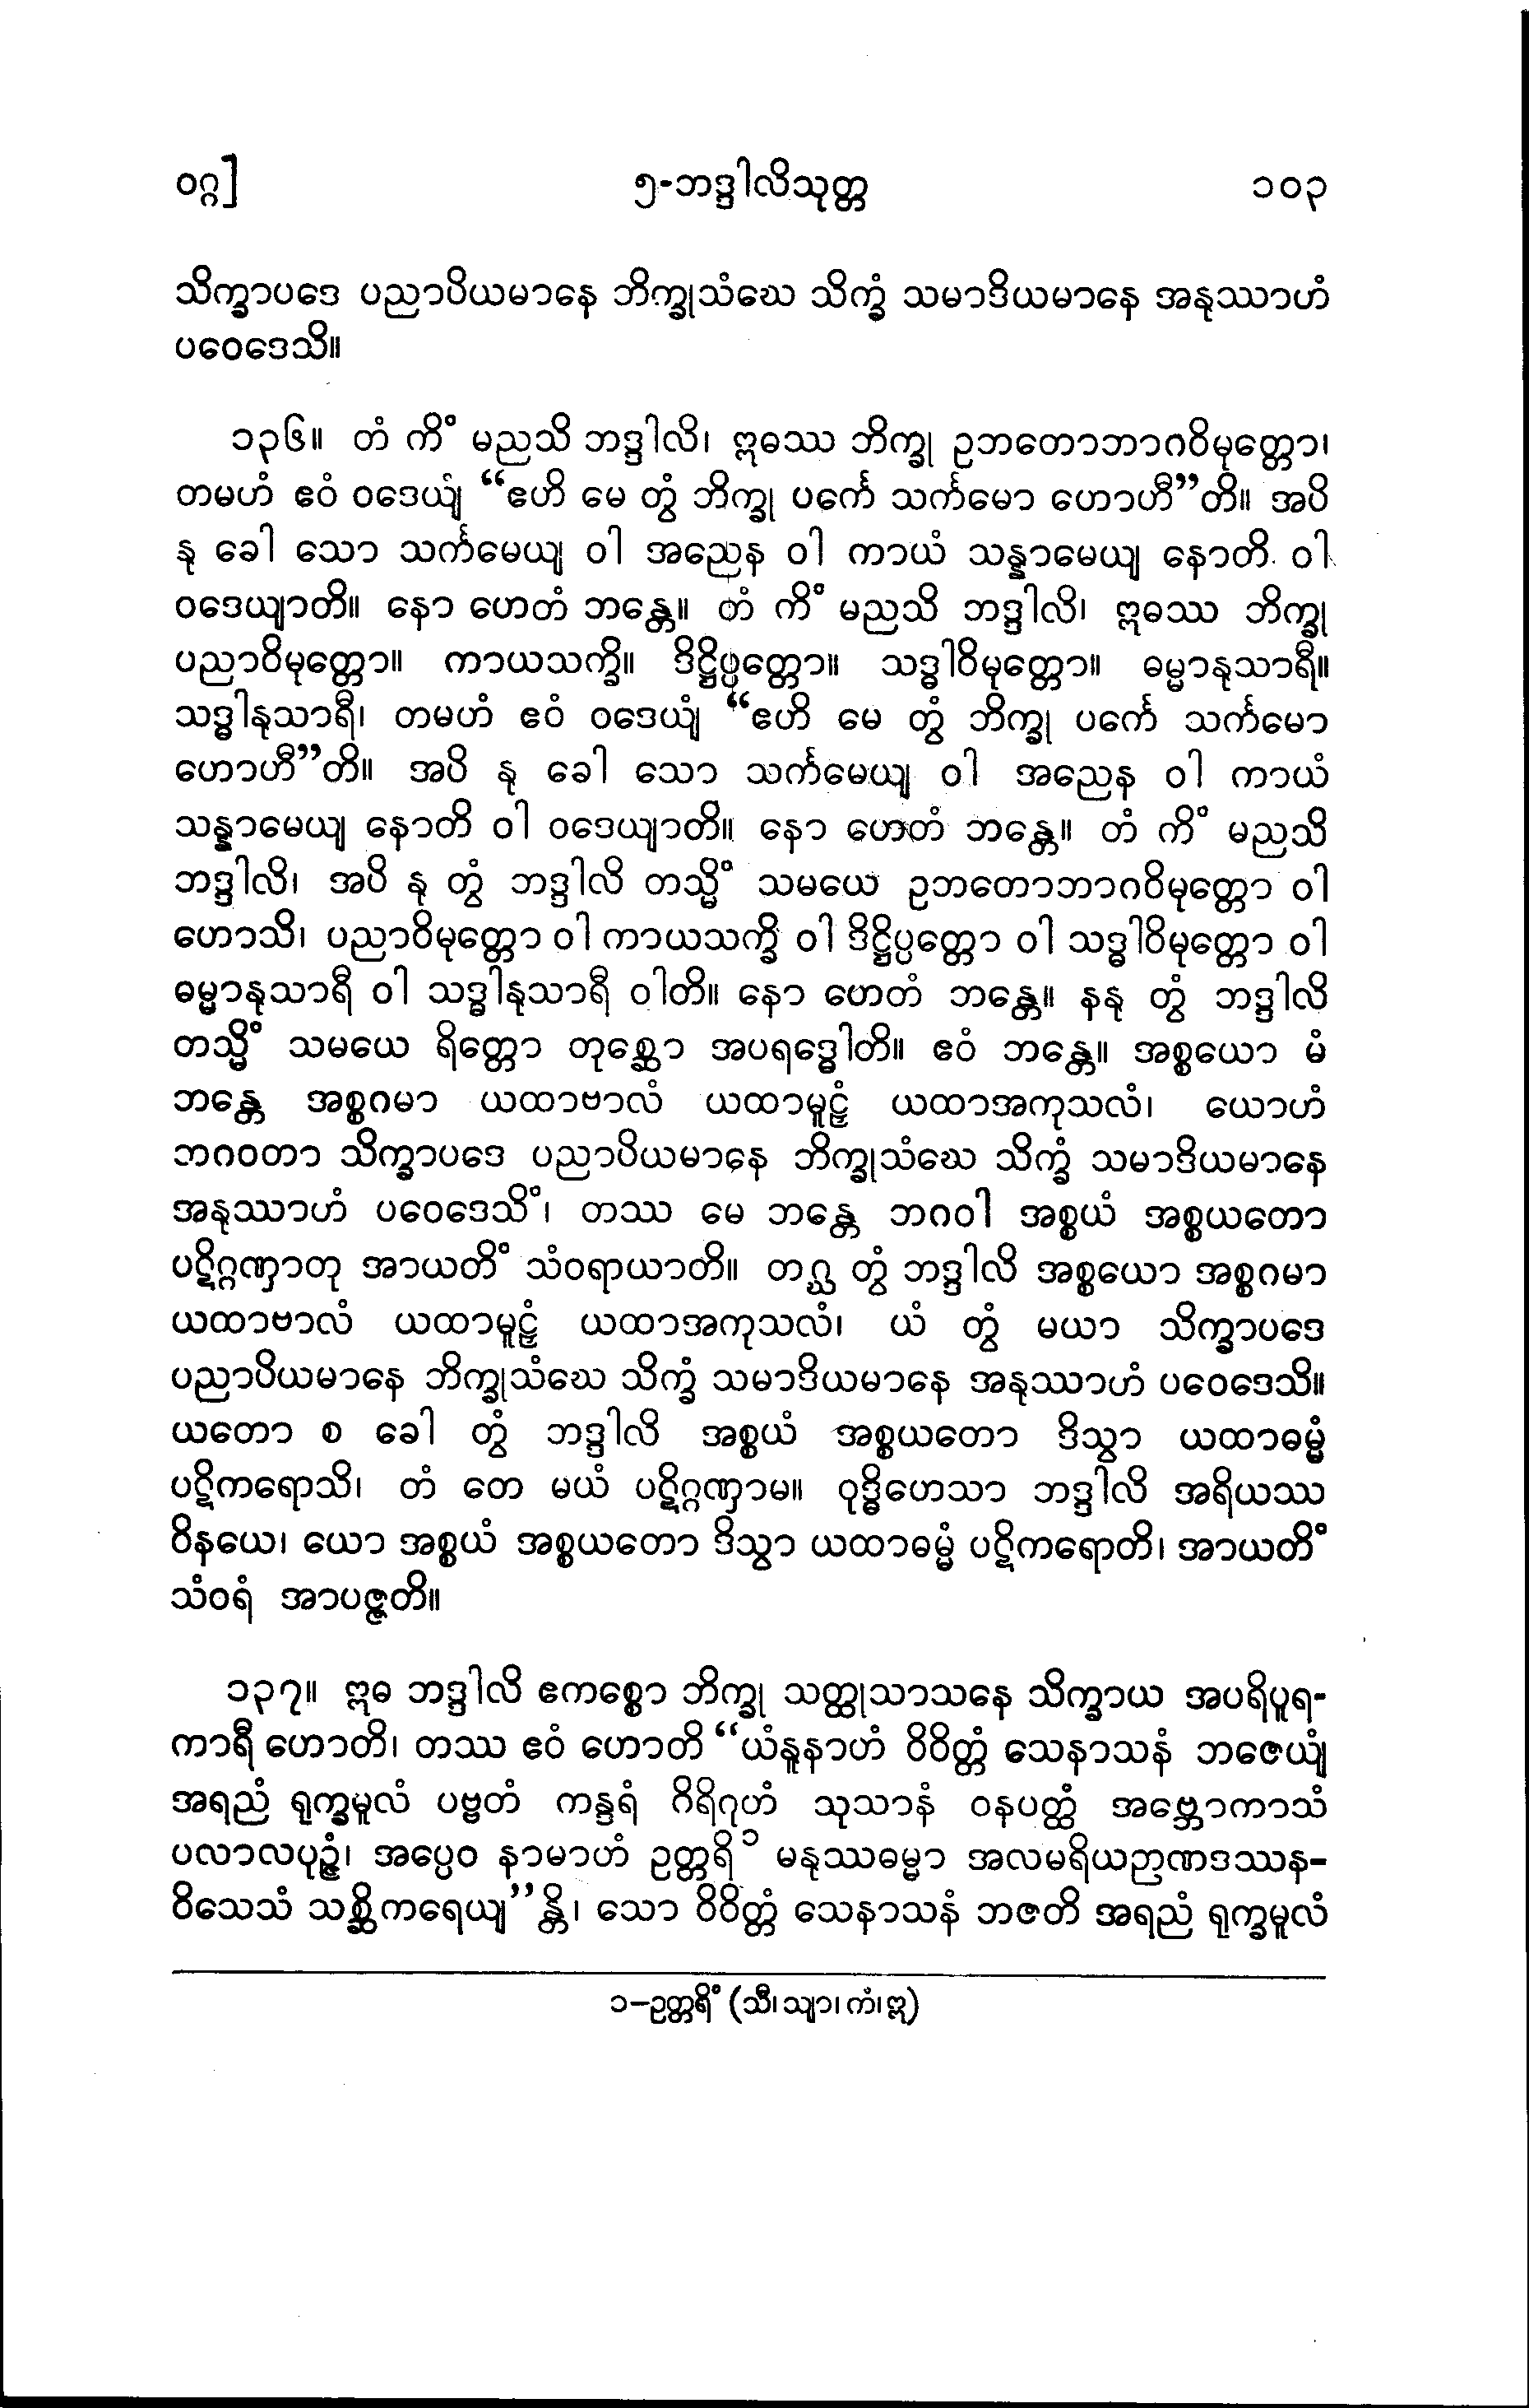 ဝဂ္ဂ] ၅-ဘဒ္ဒါလိသုတ္တ ၁၀၃
သိက္ခာပဒေ ပညာပိယမာနေ ဘိက္ခုသံဃေ သိက္ခံ သမာဒိယမာနေ အနုဿာဟံ
ပဝေဒေသိ။
၁၃၆။ တံ ကိံ မညသိ ဘဒ္ဒါလိ၊ ဣဓဿ ဘိက္ခု ဥဘတောဘာဂဝိမုတ္တော၊
တမဟံ ဧဝံ ဝဒေယျံ “ဧဟိ မေ တွံ ဘိက္ခု ပင်္ကေ သင်္ကမော ဟောဟီ”တိ။ အပိ
နု ခေါ သော သင်္ကမေယျ ဝါ အညေန ဝါ ကာယံ သန္နာမေယျ နောတိ ဝါ
ဝဒေယျာတိ။ နော ဟေတံ ဘန္တေ။ တံ ကိံ မညသိ ဘဒ္ဒါလိ၊ ဣဓဿ ဘိက္ခု
ပညာဝိမုတ္တော။ ကာယသက္ခိ။ ဒိဋ္ဌိပ္ပတ္တော။ သဒ္ဓါဝိမုတ္တော။ ဓမ္မာနုသာရီ။
သဒ္ဓါနုသာရီ၊ တမဟံ ဧဝံ ဝဒေယျံ “ဧဟိ မေ တွံ ဘိက္ခု ပင်္ကေ သင်္ကမော
ဟောဟီ”တိ။ အပိ နု ခေါ သော သင်္ကမေယျ ဝါ အညေန ဝါ ကာယံ
သန္နာမေယျ နောတိ ဝါ ဝဒေယျာတိ။ နော ဟေတံ ဘန္တေ။ တံ ကိံ မညသိ
ဘဒ္ဒါလိ၊ အပိ နု တွံ ဘဒ္ဒါလိ တသ္မိံ သမယေ ဥဘတောဘာဂဝိမုတ္တော ဝါ
ဟောသိ၊ ပညာဝိမုတ္တော ဝါ ကာယသက္ခိ ဝါ ဒိဋ္ဌိပ္ပတ္တော ဝါ သဒ္ဓါဝိမုတ္တော ဝါ
ဓမ္မာနုသာရီ ဝါ သဒ္ဓါနုသာရီ ဝါတိ။ နော ဟေတံ ဘန္တေ။ နနု တွံ ဘဒ္ဒါလိ
တသ္မိံ သမယေ ရိတ္တော တုစ္ဆော အပရဒ္ဓေါတိ။ ဧဝံ ဘန္တေ။ အစ္စယော မံ
ဘန္တေ အစ္စဂမာ ယထာဗာလံ ယထာမူဠှံ ယထာအကုသလံ၊ ယောဟံ
ဘဂဝတာ သိက္ခာပဒေ ပညာပိယမာနေ ဘိက္ခုသံဃေ သိက္ခံ သမာဒိယမာနေ
အနုဿာဟံ ပဝေဒေသိံ၊ တဿ မေ ဘန္တေ ဘဂဝါ အစ္စယံ အစ္စယတော
ပဋိဂ္ဂဏှာတု အာယတိံ သံဝရာယာတိ။ တဂ္ဃ တွံ ဘဒ္ဒါလိ အစ္စယော အစ္စဂမာ
ယထာဗာလံ ယထာမူဠှံ ယထာအကုသလံ၊ ယံ တွံ မယာ သိက္ခာပဒေ
ပညာပိယမာနေ ဘိက္ခုသံဃေ သိက္ခံ သမာဒိယမာနေ အနုဿာဟံ ပဝေဒေသိ။
ယတော စ ခေါ တွံ ဘဒ္ဒါလိ အစ္စယံ အစ္စယတော ဒိသွာ ယထာဓမ္မံ
ပဋိကရောသိ၊ တံ တေ မယံ ပဋိဂ္ဂဏှာမ။ ဝုဒ္ဓိဟေသာ ဘဒ္ဒါလိ အရိယဿ
ဝိနယေ၊ ယော အစ္စယံ အစ္စယတော ဒိသွာ ယထာဓမ္မံ ပဋိကရောတိ၊ အာယတိံ
သံဝရံ အာပဇ္ဇတိ။
၁၃၇။ ဣဓ ဘဒ္ဒါလိ ဧကစ္စော ဘိက္ခု သတ္ထုသာသနေ သိက္ခာယ အပရိပူရ-
ကာရီ ဟောတိ၊ တဿ ဧဝံ ဟောတိ “ယံနူနာဟံ ဝိဝိတ္တံ သေနာသနံ ဘဇေယျံ
အရညံ ရုက္ခမူလံ ပဗ္ဗတံ ကန္ဒရံ ဂိရိဂုဟံ သုသာနံ ဝနပတ္ထံ အဗ္ဘောကာသံ
ပလာလပုဉ္ဇံ၊ အပ္ပေဝ နာမာဟံ ဥတ္တရိ ၁ မနုဿဓမ္မာ အလမရိယဉာဏဒဿန-
ဝိသေသံ သစ္ဆိကရေယျ”န္တိ၊ သော ဝိဝိတ္တံ သေနာသနံ ဘဇတိ အရညံ ရုက္ခမူလံ
၁-ဥတ္တရိံ (သီ၊ သျာ၊ ကံ၊ ဣ)